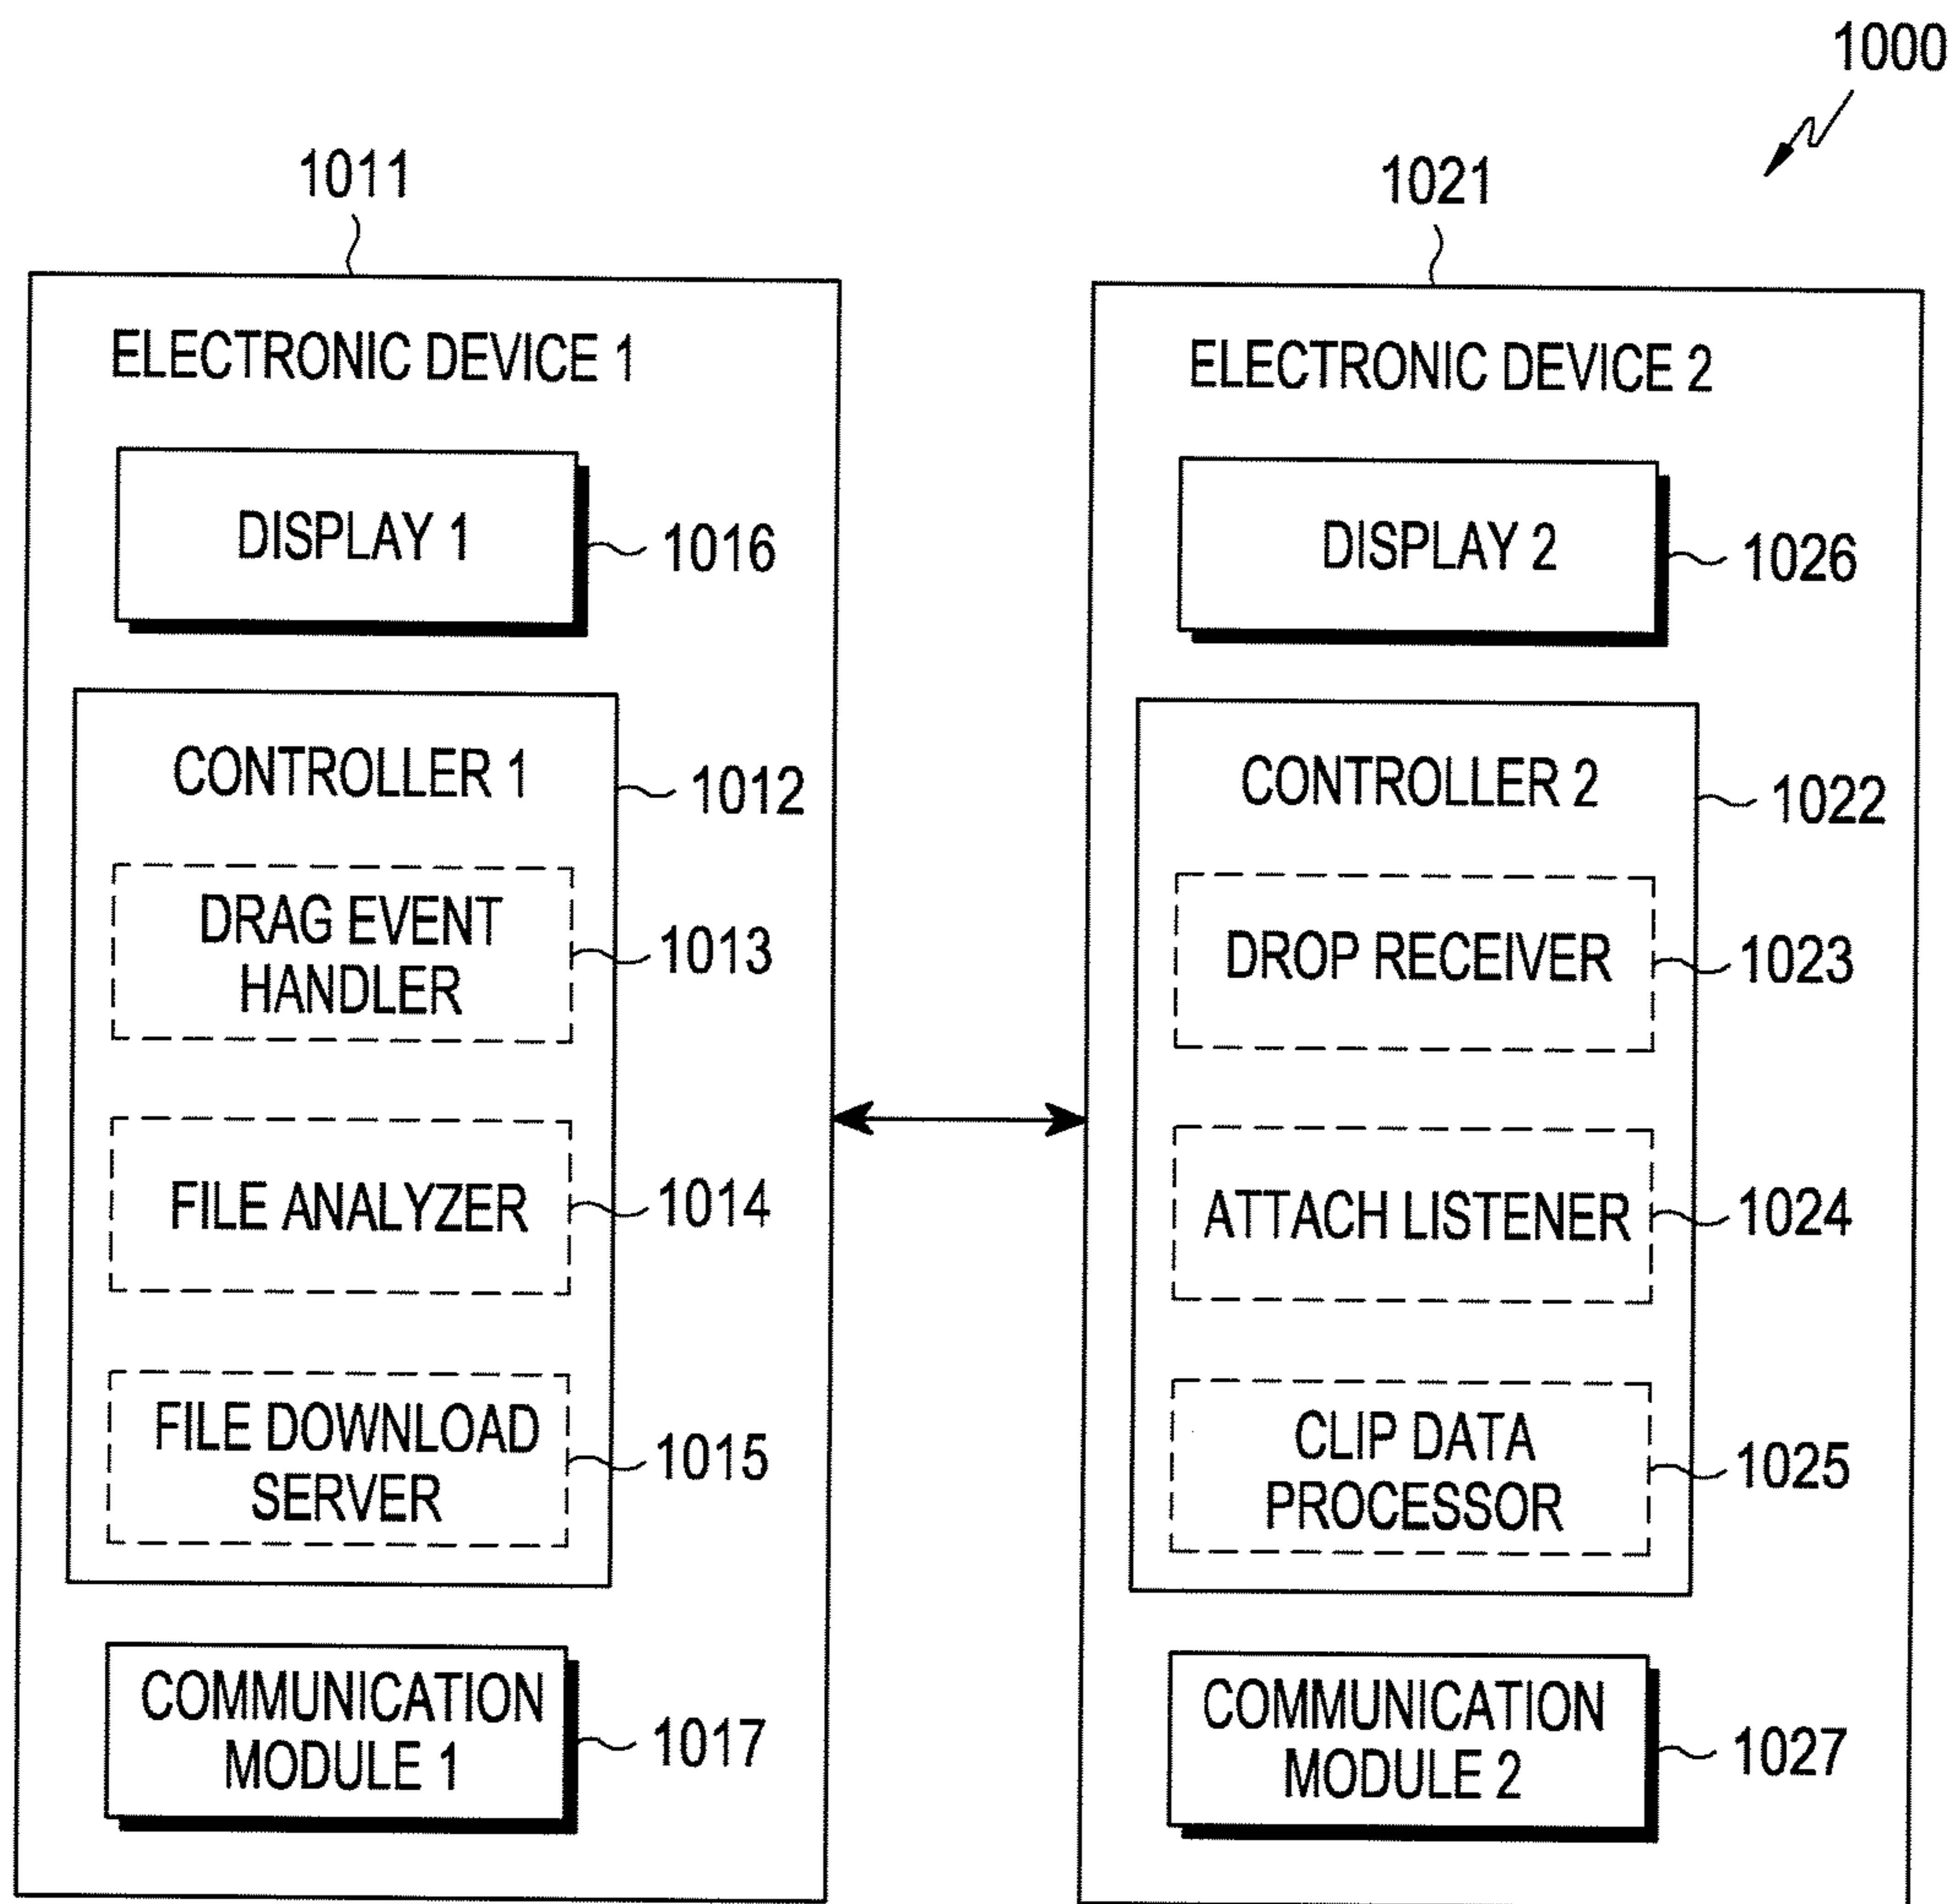 1000
1011
ELECTRONIC DEVICE 1
DISPLAY 1
1016
CONTROLLER 1
1012
DRAG EVENT
HANDLER
1013
FILE ANALYZER
1014
FILE DOWNLOAD
SERVER
1015
COMMUNICATION
MODULE 1
1017
1021
ELECTRONIC DEVICE 2
DISPLAY 2
1026
CONTROLLER 2
1022
DROP RECEIVER
1023
ATTACH LISTENER
1024
CLIP DATA
PROCESSOR
1025
COMMUNICATION
MODULE 2
1027